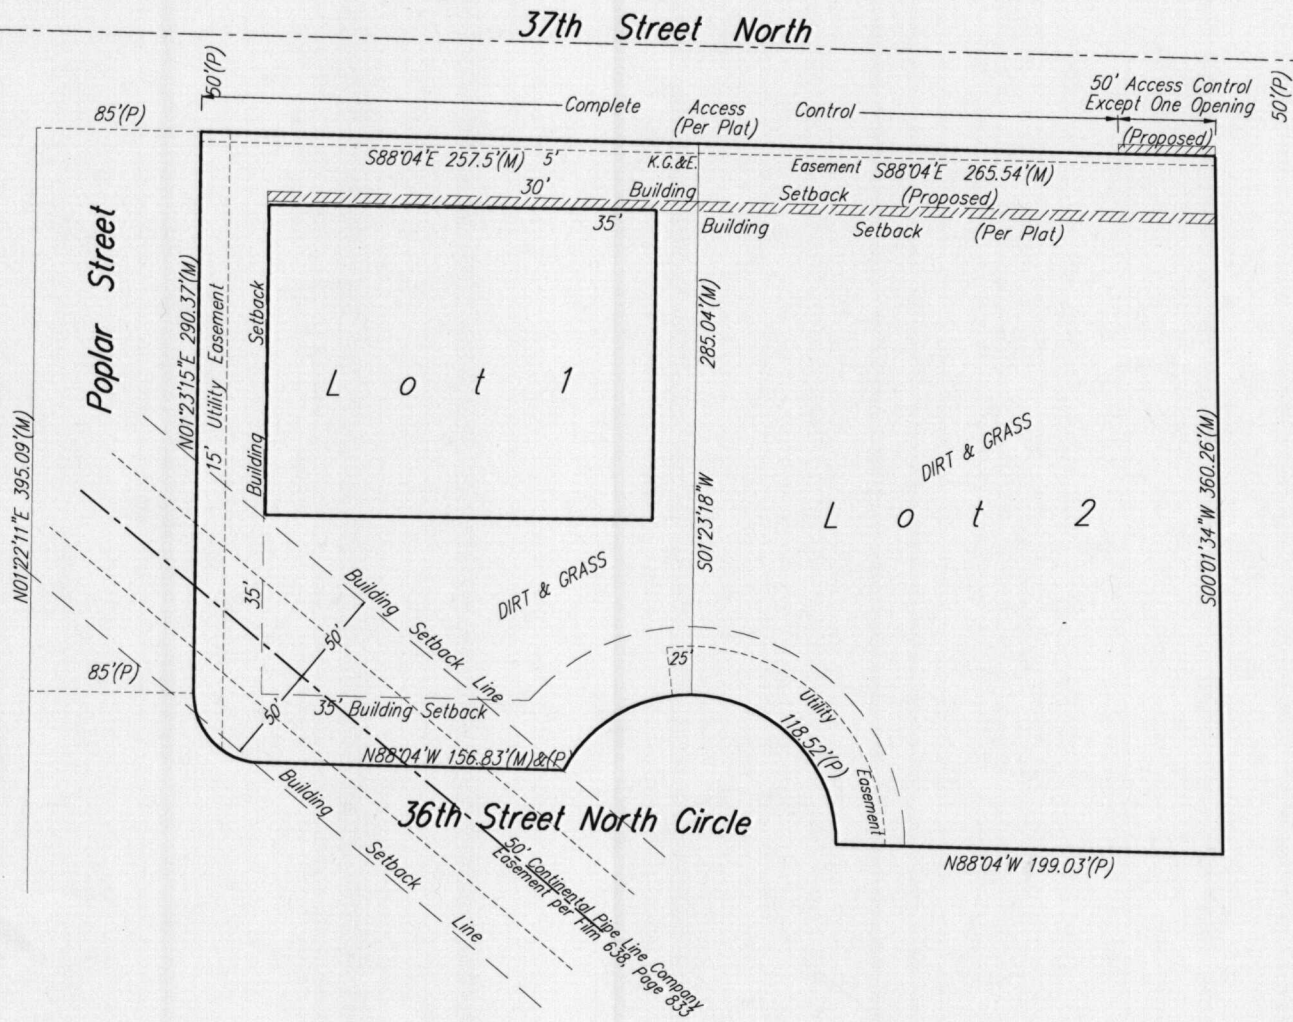 37th Street North
50'(P)
50' Access Control
Except One Opening
50'(P)
85'(P)
Complete Access Control
(Per Plat)
(Proposed)
S88°04'E 257.5'(M) 5' K.G.&E. Easement S88°04'E 265.54'(M)
30' Building Setback (Proposed)
35' Building Setback (Per Plat)
Poplar Street
N01°22'11"E 395.09'(M)
N01°23'15"E 290.37'(M)
15' Utility Easement
Building Setback
Lot 1
285.04'(M)
S01°23'18"W
DIRT & GRASS
Lot 2
S00°01'34"W 360.26'(M)
DIRT & GRASS
35'
Building Setback Line
50'
50'
85'(P)
35' Building Setback
25'
Utility Easement
118.52'(P)
N88°04'W 156.83'(M)&(P)
Building Setback Line
36th Street North Circle
N88°04'W 199.03'(P)
50' Continental Pipe Line Company
Easement per Film 638, Page 833